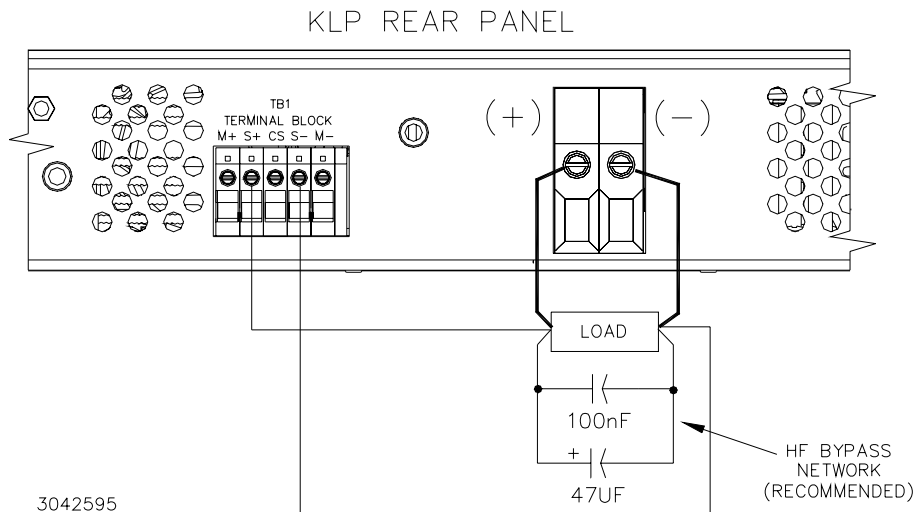 KLP REAR PANEL
TB1
TERMINAL BLOCK
M+ S+ CS S- M-
(+)
(-)
LOAD
100nF
+
47UF
HF BYPASS
NETWORK
(RECOMMENDED)
3042595